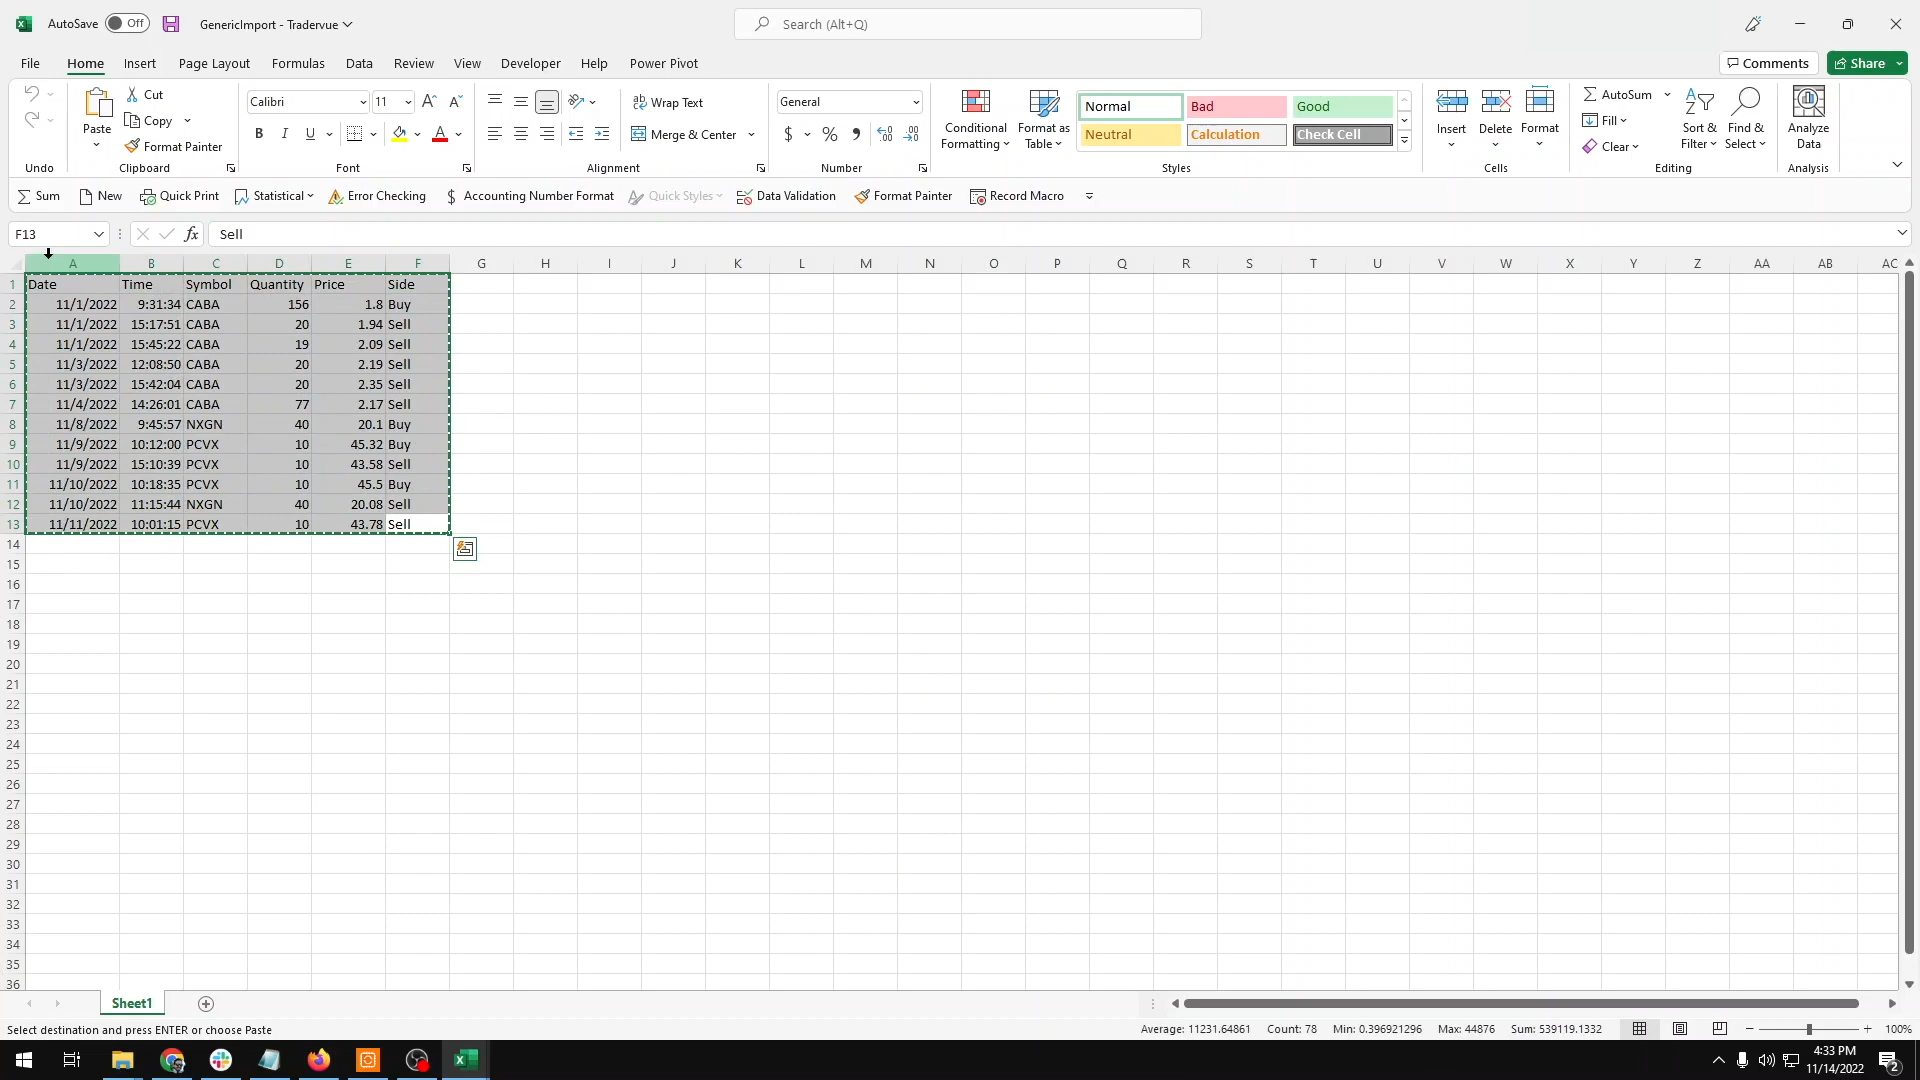 AutoSave Off GenericImport - Tradervue Search (Alt+Q)
File Home Insert Page Layout Formulas Data Review View Developer Help Power Pivot Comments Share
Paste Cut Copy Format Painter Calibri 11 B I U A Wrap Text Merge & Center General $ % Conditional Formatting Format as Table Normal Bad Good Neutral Calculation Check Cell Insert Delete Format AutoSum Fill Clear Sort & Filter Find & Select Analyze Data
Undo Clipboard Font Alignment Number Styles Cells Editing Analysis
Sum New Quick Print Statistical Error Checking $ Accounting Number Format Quick Styles Data Validation Format Painter Record Macro
F13 fx Sell
A B C D E F G H I J K L M N O P Q R S T U V W X Y Z AA AB AC
1 Date Time Symbol Quantity Price Side
2 11/1/2022 9:31:34 CABA 156 1.8 Buy
3 11/1/2022 15:17:51 CABA 20 1.94 Sell
4 11/1/2022 15:45:22 CABA 19 2.09 Sell
5 11/3/2022 12:08:50 CABA 20 2.19 Sell
6 11/3/2022 15:42:04 CABA 20 2.35 Sell
7 11/4/2022 14:26:01 CABA 77 2.17 Sell
8 11/8/2022 9:45:57 NXGN 40 20.1 Buy
9 11/9/2022 10:12:00 PCVX 10 45.32 Buy
10 11/9/2022 15:10:39 PCVX 10 43.58 Sell
11 11/10/2022 10:18:35 PCVX 10 45.5 Buy
12 11/10/2022 11:15:44 NXGN 40 20.08 Sell
13 11/11/2022 10:01:15 PCVX 10 43.78 Sell
14
15
16
17
18
19
20
21
22
23
24
25
26
27
28
29
30
31
32
33
34
35
36
Sheet1
Select destination and press ENTER or choose Paste Average: 11231.64861 Count: 78 Min: 0.396921296 Max: 44876 Sum: 539119.1332 100%
4:33 PM
11/14/2022 2